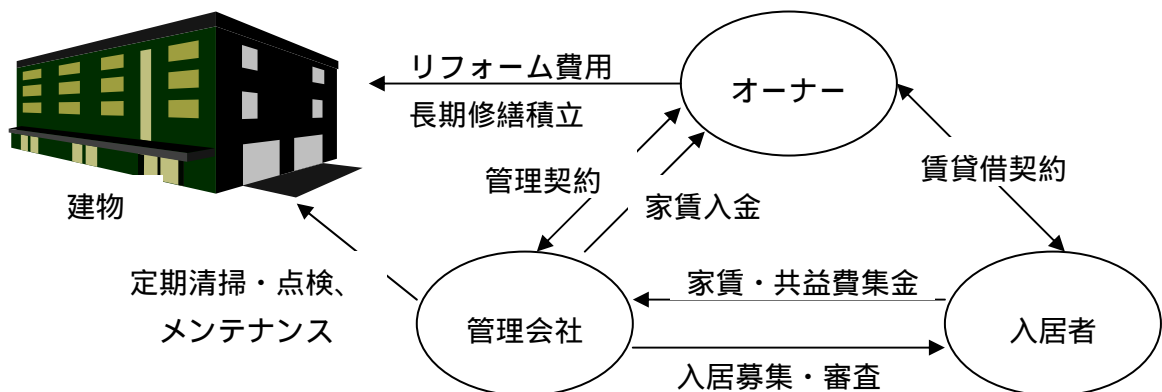 リフォーム費用
オーナー
長期修繕積立
管理契約
賃貸借契約
建物
家賃入金
定期清掃・点検、
メンテナンス
家賃・共益費集金
管理会社
入居者
入居募集・審査